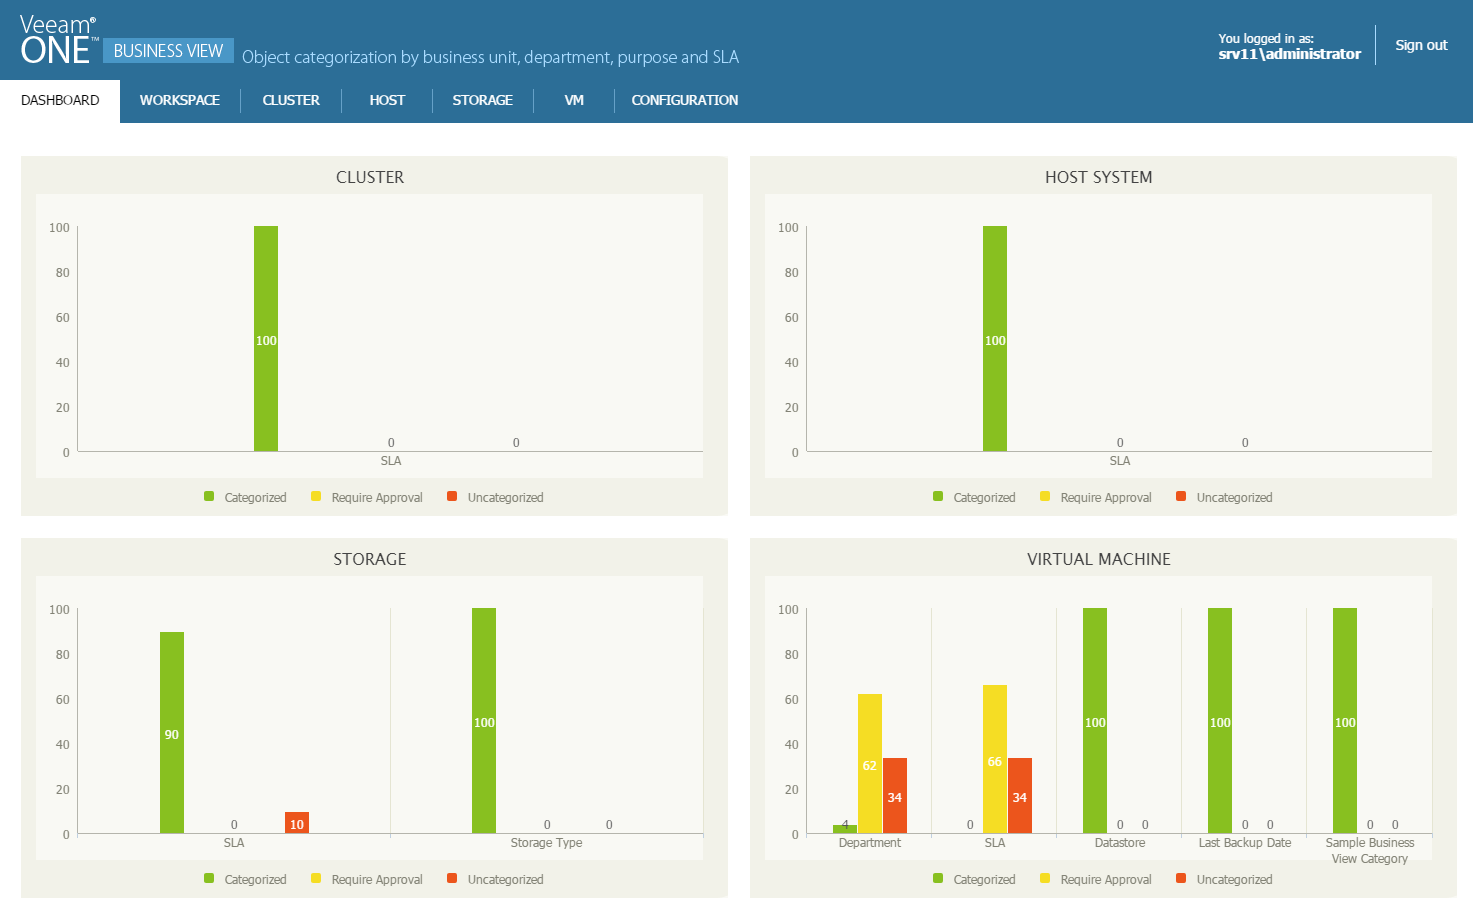 Veeam®
ONE™ BUSINESS VIEW Object categorization by business unit, department, purpose and SLA
You logged in as:
srv11\administrator
Sign out
DASHBOARD WORKSPACE CLUSTER HOST STORAGE VM CONFIGURATION
CLUSTER
100
80
60
40
20
0
100
0
0
SLA
Categorized Require Approval Uncategorized
HOST SYSTEM
100
80
60
40
20
0
100
0
0
SLA
Categorized Require Approval Uncategorized
STORAGE
100
80
60
40
20
0
90
0
10
100
0
0
SLA Storage Type
Categorized Require Approval Uncategorized
VIRTUAL MACHINE
100
80
60
40
20
0
4
62
34
0
66
34
100
0
0
100
0
0
100
0
0
Department SLA Datastore Last Backup Date Sample Business
View Category
Categorized Require Approval Uncategorized